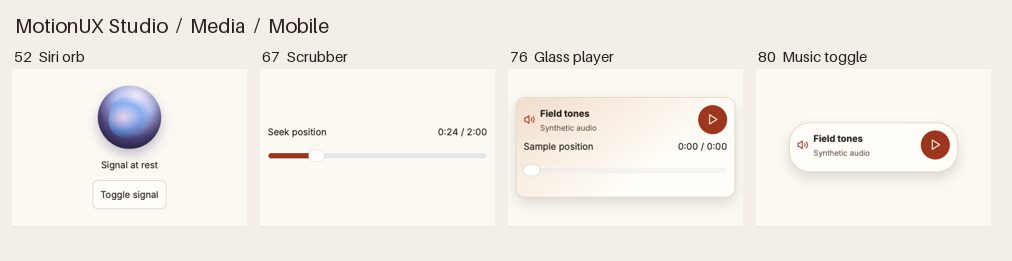 MotionUX Studio / Media / Mobile
52 Siri orb
Signal at rest
Toggle signal
67 Scrubber
Seek position 0:24 / 2:00
76 Glass player
Field tones
Synthetic audio
Sample position 0:00 / 0:00
80 Music toggle
Field tones
Synthetic audio